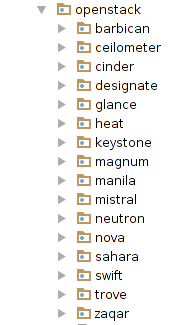 openstack
barbican
ceilometer
cinder
designate
glance
heat
keystone
magnum
manila
mistral
neutron
nova
sahara
swift
trove
zaqar